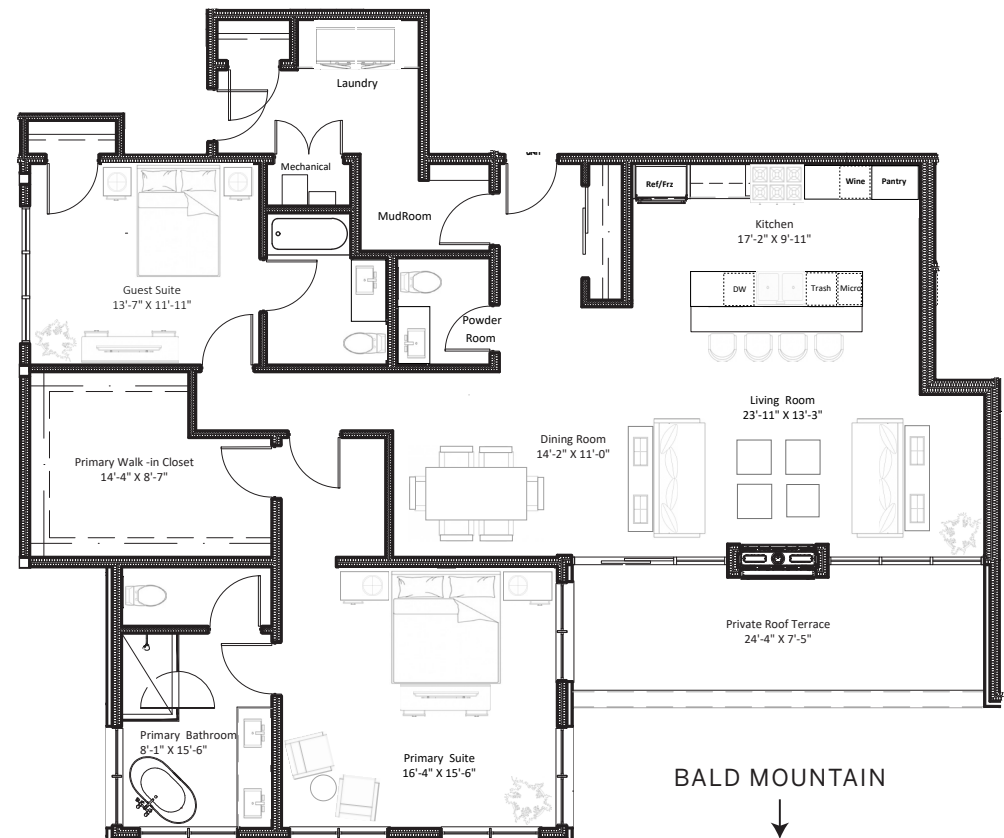 Laundry
Mechanical
MudRoom
Ref/Frz
Wine
Pantry
Kitchen
17'-2" X 9'-11"
DW
Trash
Micro
Guest Suite
13'-7" X 11'-11"
Powder
Room
Living Room
23'-11" X 13'-3"
Dining Room
14'-2" X 11'-0"
Primary Walk -in Closet
14'-4" X 8'-7"
Private Roof Terrace
24'-4" X 7'-5"
Primary Bathroom
8'-1" X 15'-6"
Primary Suite
16'-4" X 15'-6"
BALD MOUNTAIN